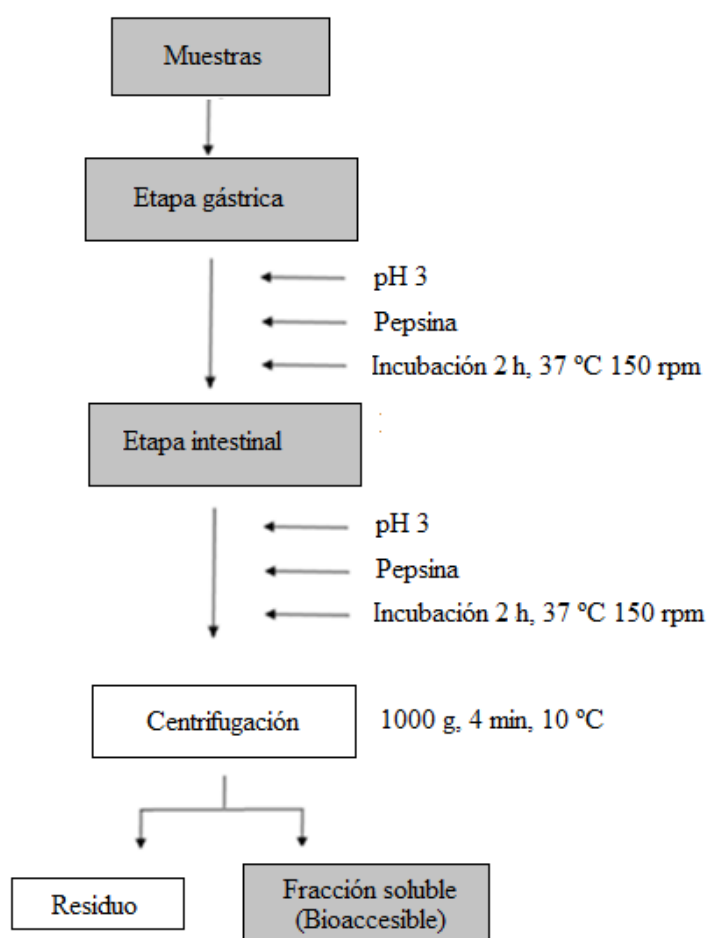 Muestras
Etapa gástrica
pH 3
Pepsina
Incubación 2 h, 37 ºC 150 rpm
Etapa intestinal
pH 3
Pepsina
Incubación 2 h, 37 ºC 150 rpm
Centrifugación
1000 g, 4 min, 10 ºC
Residuo
Fracción soluble
(Bioaccesible)